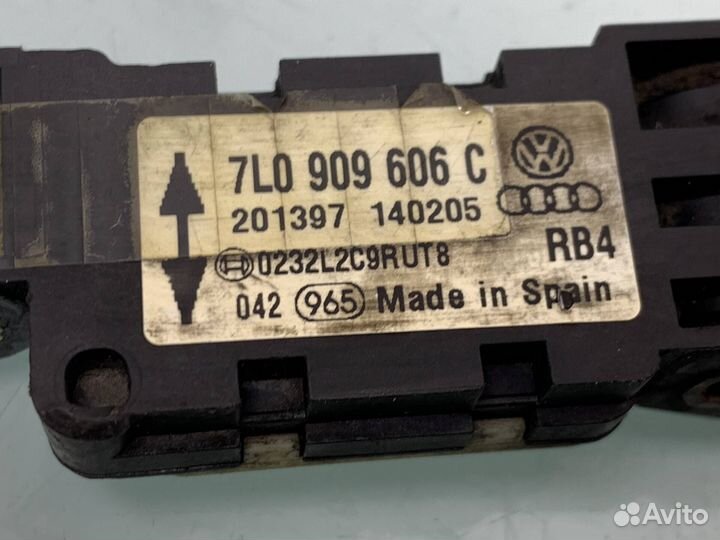 7L0 909 606 C
201397 140205
0232L2C9RUT8
RB4
042 965 Made in Spain
Avito